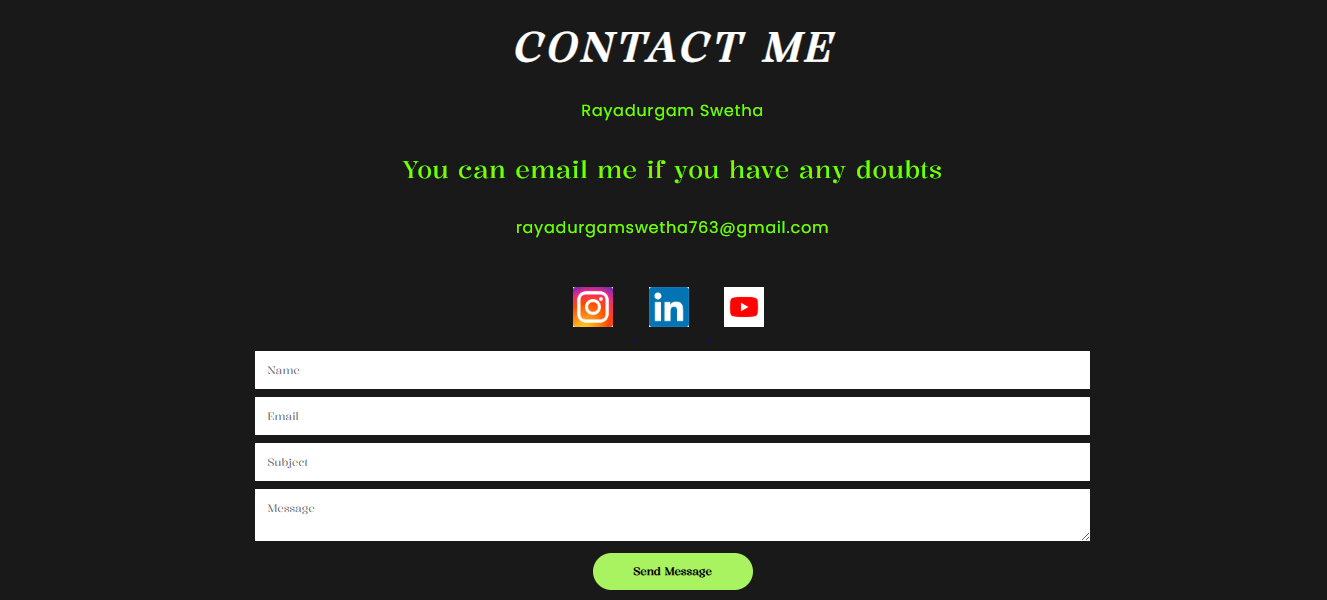 CONTACT ME
Rayadurgam Swetha
You can email me if you have any doubts
rayadurgamswetha763@gmail.com
in
Name
Email
Subject
Message
Send Message